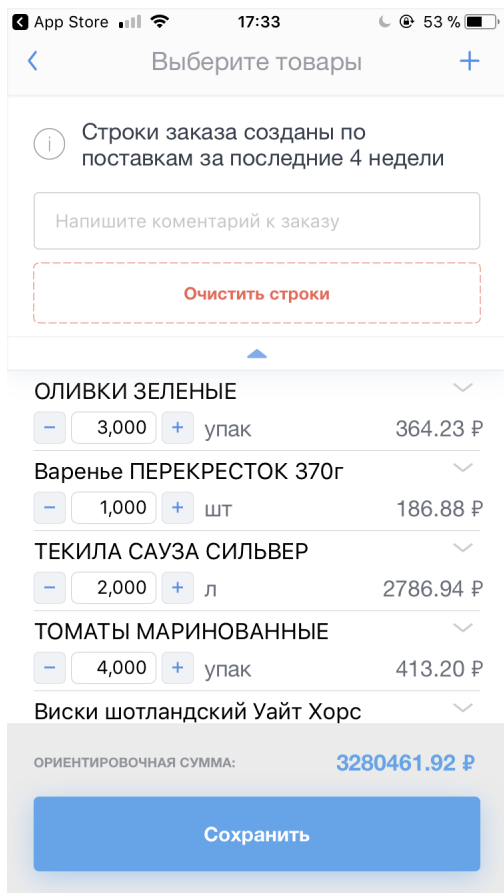 App Store 17:33 53 %
Выберите товары +
Строки заказа созданы по
поставкам за последние 4 недели
Напишите коментарий к заказу
Очистить строки
ОЛИВКИ ЗЕЛЕНЫЕ
− 3,000 + упак 364.23 ₽
Варенье ПЕРЕКРЕСТОК 370г
− 1,000 + шт 186.88 ₽
ТЕКИЛА САУЗА СИЛЬВЕР
− 2,000 + л 2786.94 ₽
ТОМАТЫ МАРИНОВАННЫЕ
− 4,000 + упак 413.20 ₽
Виски шотландский Уайт Хорс
ОРИЕНТИРОВОЧНАЯ СУММА: 3280461.92 ₽
Сохранить